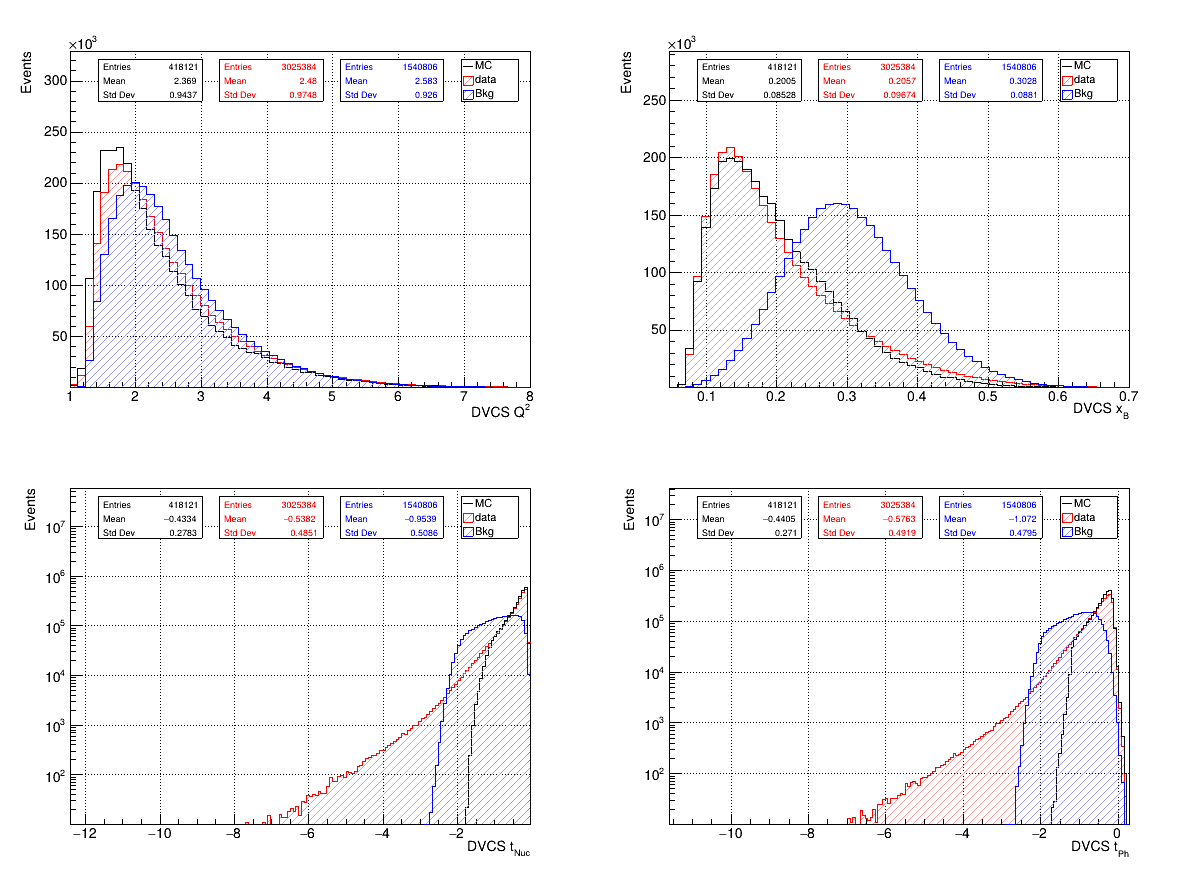 ×10³
Events
Entries 418121
Mean 2.369
Std Dev 0.9437
Entries 3025384
Mean 2.48
Std Dev 0.9748
Entries 1540806
Mean 2.583
Std Dev 0.926
MC
data
Bkg
300
250
200
150
100
50
1 2 3 4 5 6 7 8
DVCS Q²
×10³
Events
Entries 418121
Mean 0.2005
Std Dev 0.08528
Entries 3025384
Mean 0.2057
Std Dev 0.09674
Entries 1540806
Mean 0.3028
Std Dev 0.0881
MC
data
Bkg
250
200
150
100
50
0.1 0.2 0.3 0.4 0.5 0.6 0.7
DVCS x_B
Events
Entries 418121
Mean −0.4334
Std Dev 0.2783
Entries 3025384
Mean −0.5382
Std Dev 0.4851
Entries 1540806
Mean −0.9539
Std Dev 0.5086
MC
data
Bkg
10⁷
10⁶
10⁵
10⁴
10³
10²
−12 −10 −8 −6 −4 −2
DVCS t_Nuc
Events
Entries 418121
Mean −0.4405
Std Dev 0.271
Entries 3025384
Mean −0.5763
Std Dev 0.4919
Entries 1540806
Mean −1.072
Std Dev 0.4795
MC
data
Bkg
10⁷
10⁶
10⁵
10⁴
10³
10²
−10 −8 −6 −4 −2 0
DVCS t_Ph